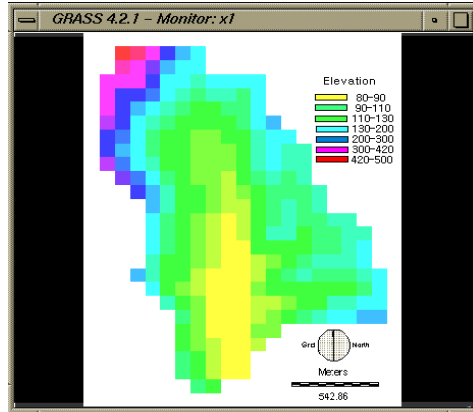 GRASS 4.2.1 – Monitor: x1
Elevation
80-90
90-110
110-130
130-200
200-300
300-420
420-500
Grid North
Meters
542.86